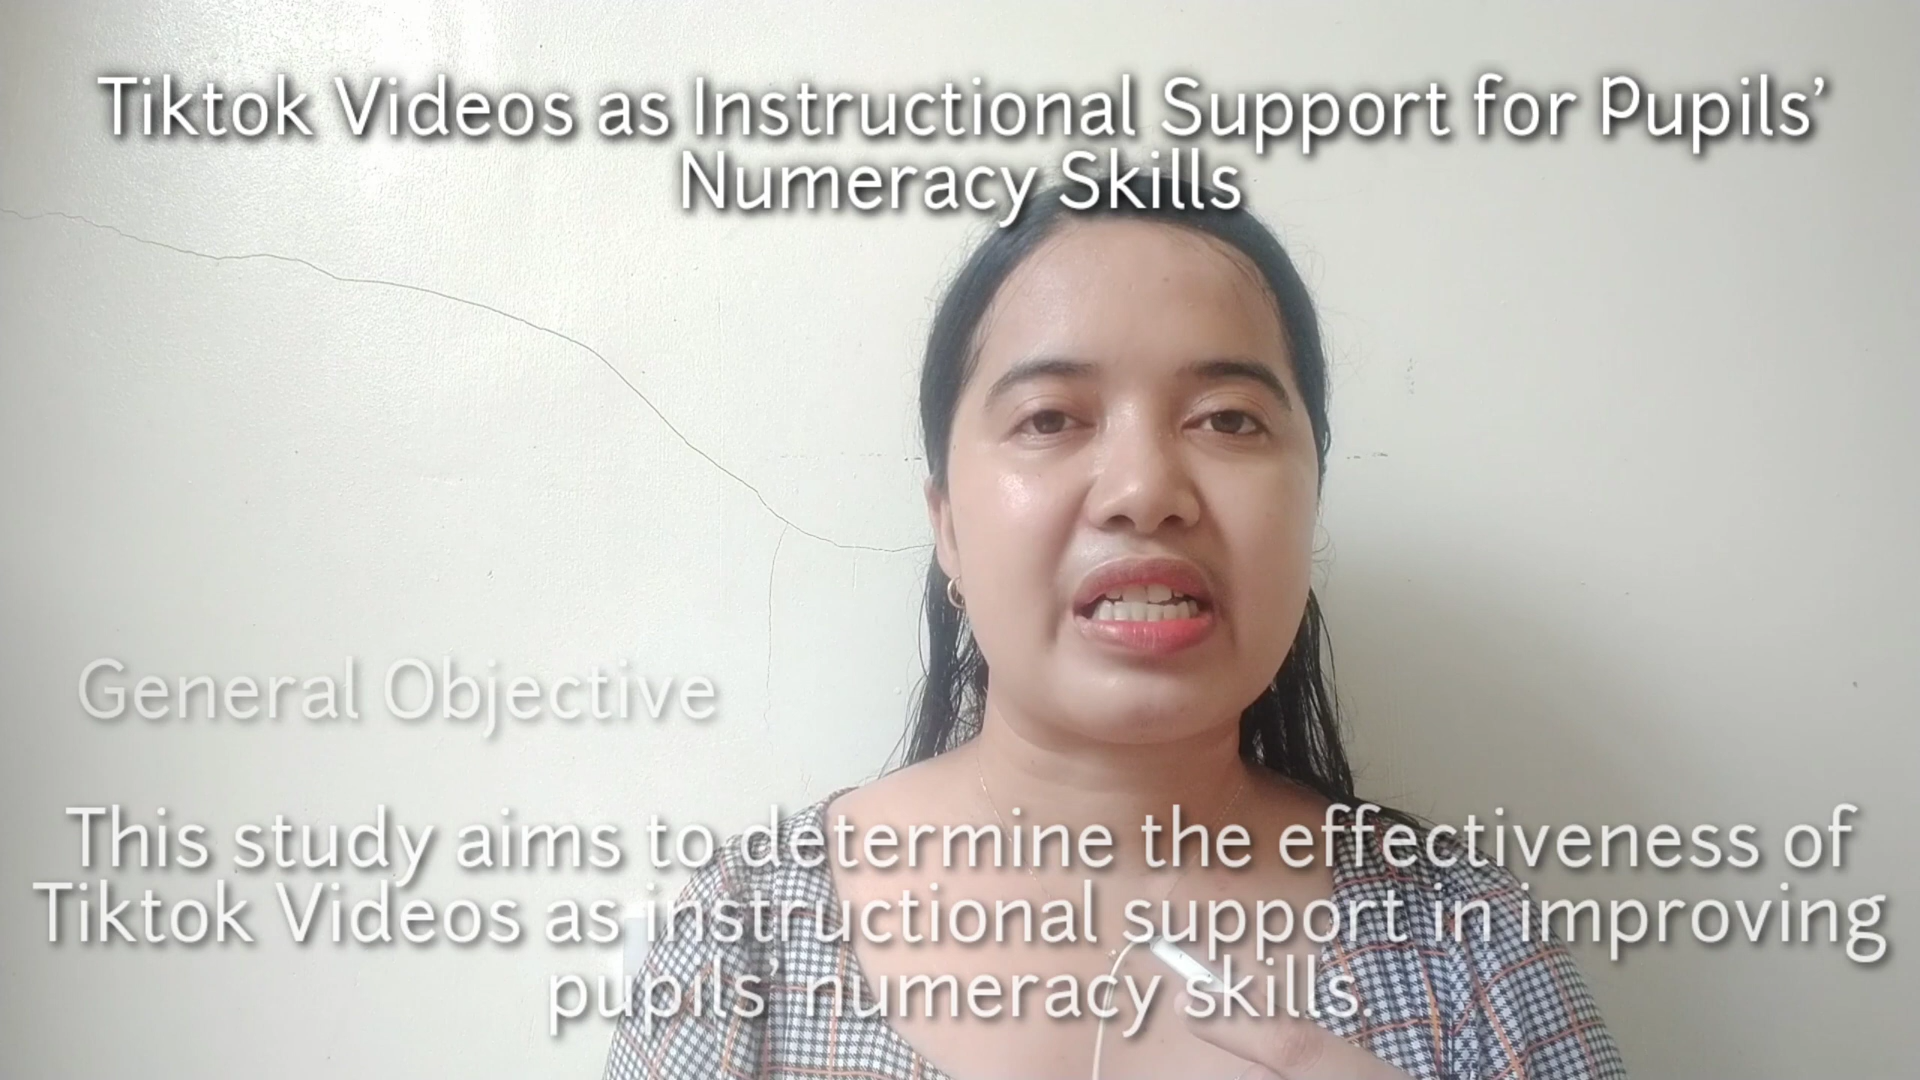 Tiktok Videos as Instructional Support for Pupils’
Numeracy Skills
General Objective
This study aims to determine the effectiveness of
Tiktok Videos as instructional support in improving
pupils’ numeracy skills.